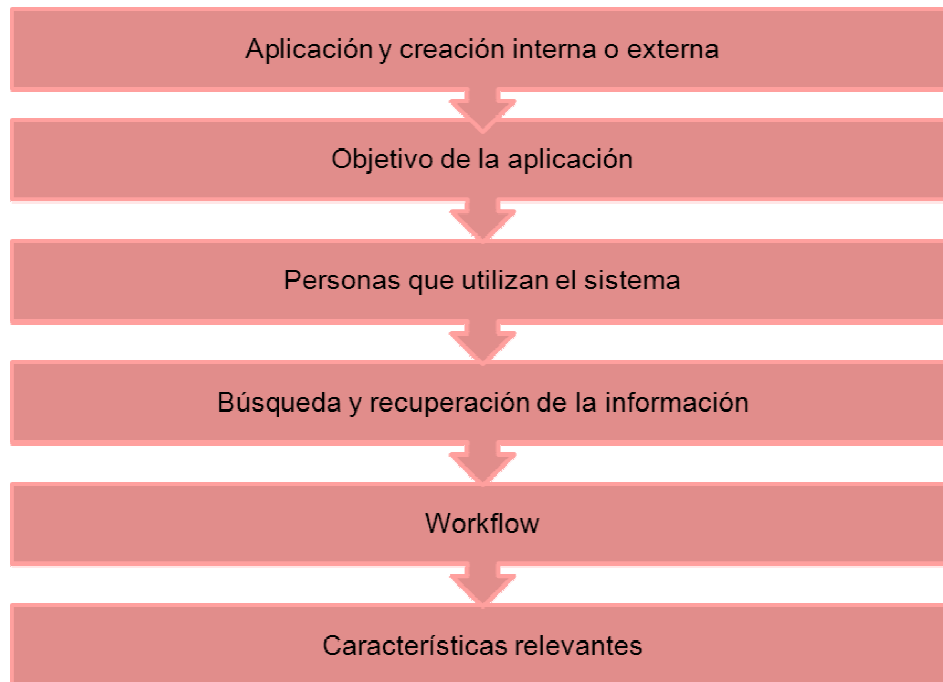 Aplicación y creación interna o externa
Objetivo de la aplicación
Personas que utilizan el sistema
Búsqueda y recuperación de la información
Workflow
Característícas relevantes